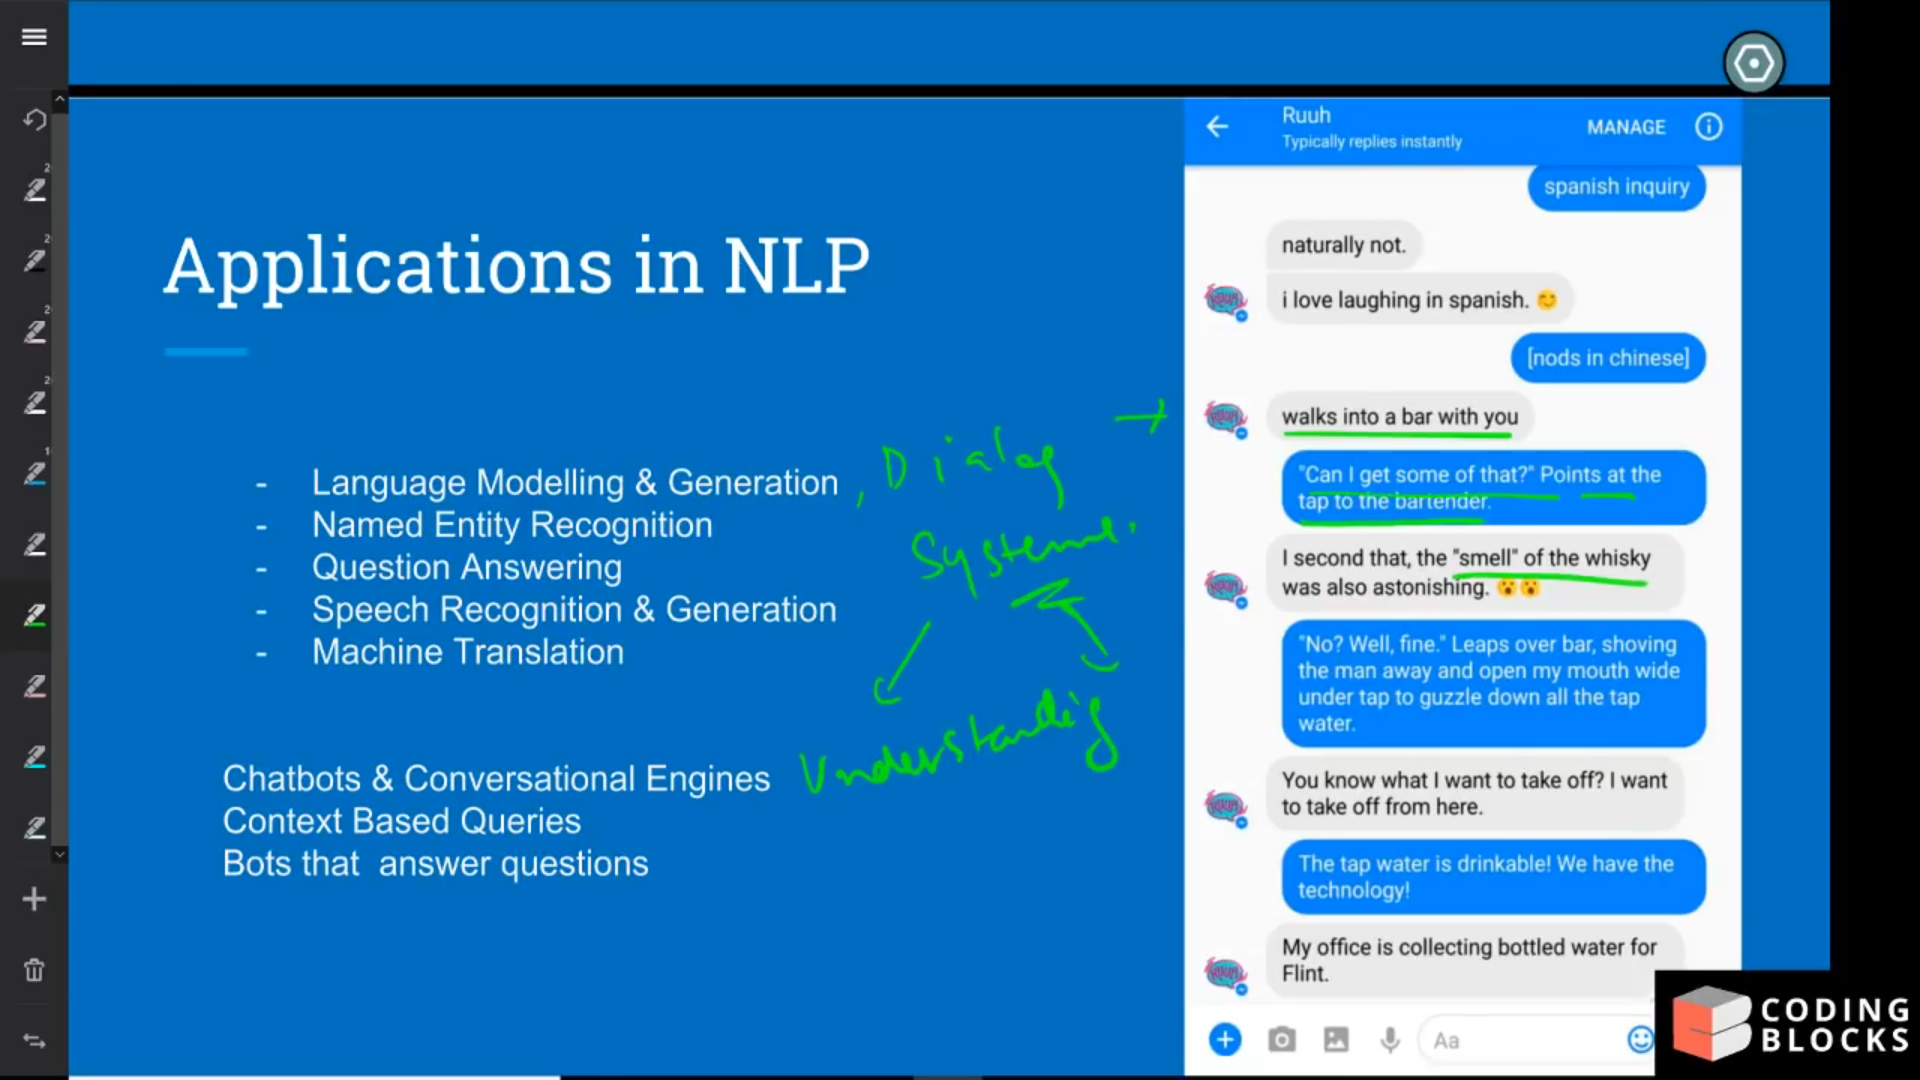 Applications in NLP
- Language Modelling & Generation
- Named Entity Recognition
- Question Answering
- Speech Recognition & Generation
- Machine Translation
, Dialog
Systems.
Understanding
Chatbots & Conversational Engines
Context Based Queries
Bots that answer questions
Ruuh
Typically replies instantly
MANAGE
spanish inquiry
naturally not.
i love laughing in spanish. 😊
[nods in chinese]
walks into a bar with you
"Can I get some of that?" Points at the
tap to the bartender.
I second that, the "smell" of the whisky
was also astonishing. 😮😮
"No? Well, fine." Leaps over bar, shoving
the man away and open my mouth wide
under tap to guzzle down all the tap
water.
You know what I want to take off? I want
to take off from here.
The tap water is drinkable! We have the
technology!
My office is collecting bottled water for
Flint.
Aa
CODING
BLOCKS